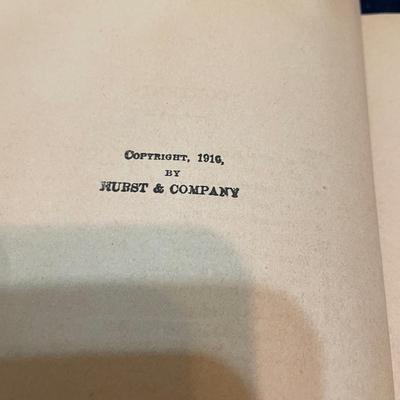 COPYRIGHT, 1916,
BY
HURST & COMPANY